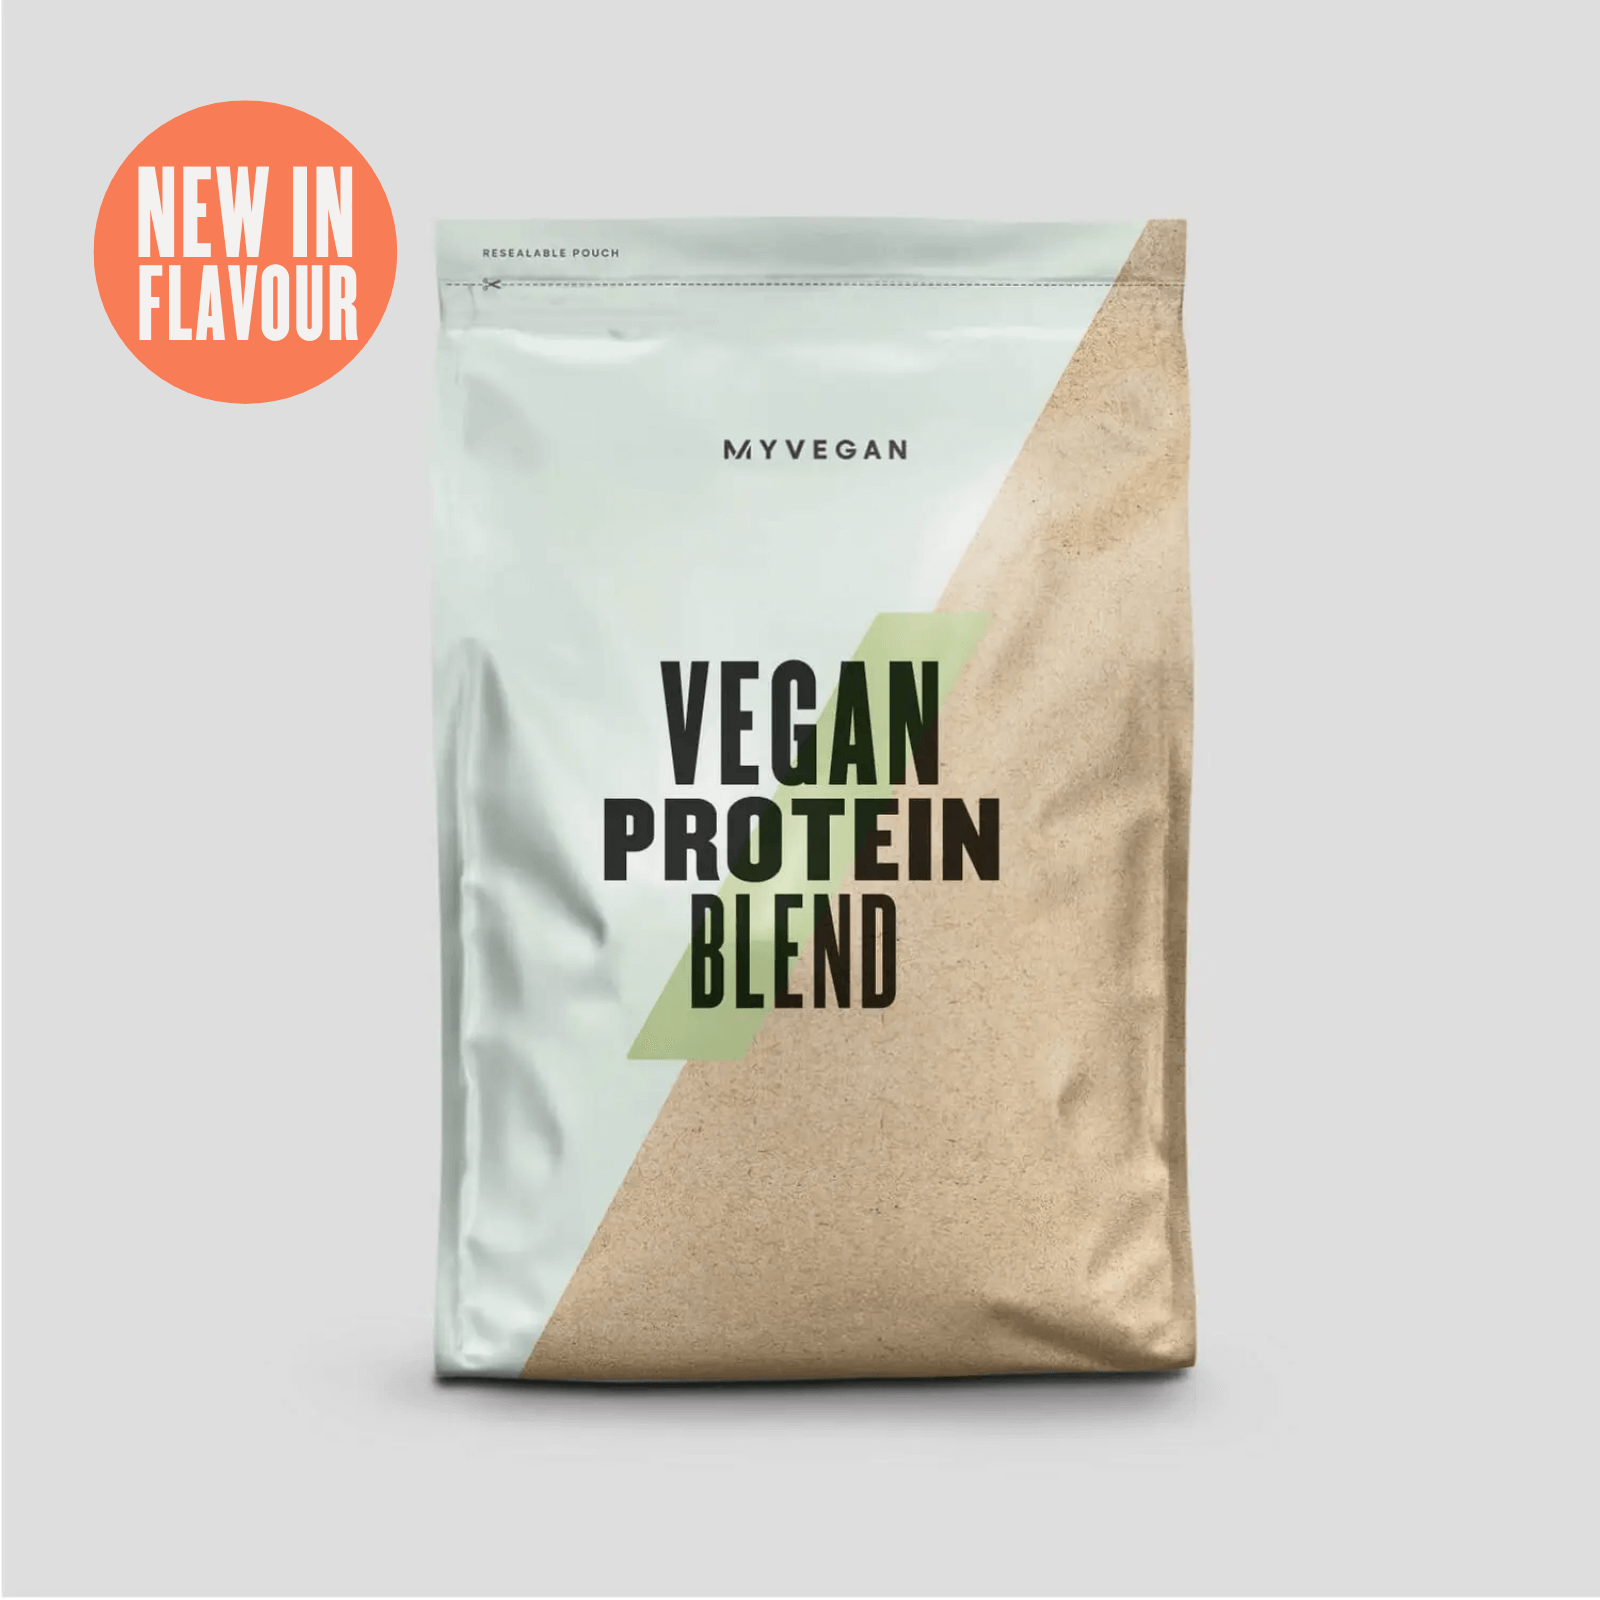 NEW IN
FLAVOUR
RESEALABLE POUCH
MYVEGAN
VEGAN
PROTEIN
BLEND